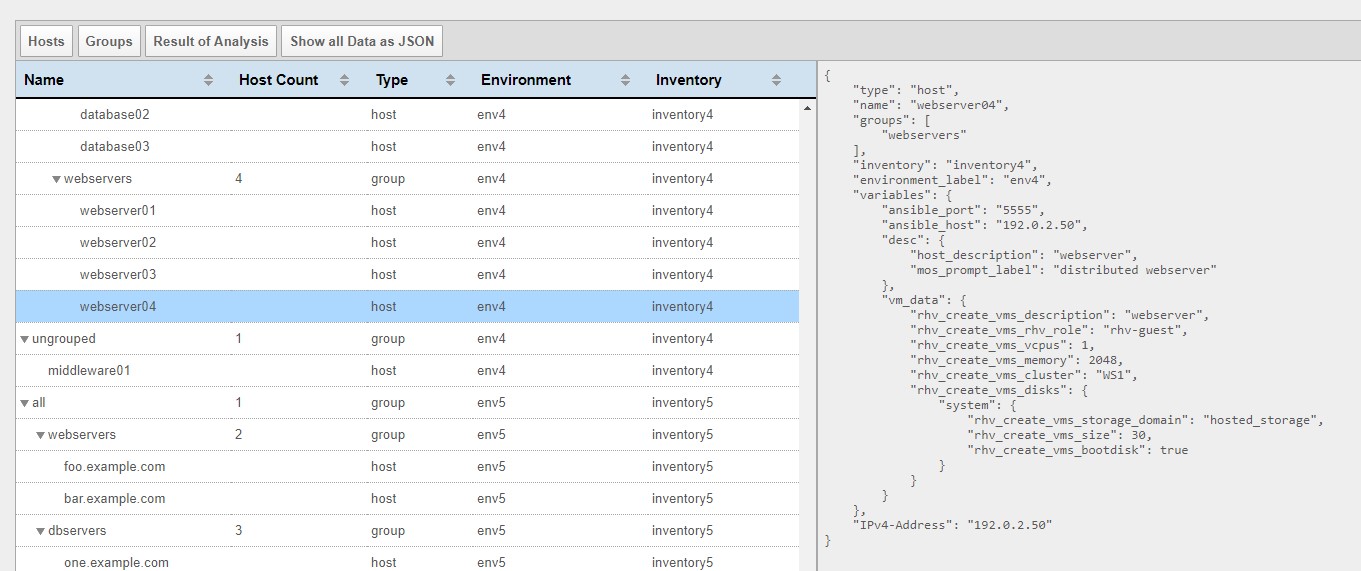 Hosts Groups Result of Analysis Show all Data as JSON
Name Host Count Type Environment Inventory
database02 host env4 inventory4
database03 host env4 inventory4
webservers 4 group env4 inventory4
webserver01 host env4 inventory4
webserver02 host env4 inventory4
webserver03 host env4 inventory4
webserver04 host env4 inventory4
ungrouped 1 group env4 inventory4
middleware01 host env4 inventory4
all 1 group env5 inventory5
webservers 2 group env5 inventory5
foo.example.com host env5 inventory5
bar.example.com host env5 inventory5
dbservers 3 group env5 inventory5
one.example.com host env5 inventory5
{
    "type": "host",
    "name": "webserver04",
    "groups": [
        "webservers"
    ],
    "inventory": "inventory4",
    "environment_label": "env4",
    "variables": {
        "ansible_port": "5555",
        "ansible_host": "192.0.2.50",
        "desc": {
            "host_description": "webserver",
            "mos_prompt_label": "distributed webserver"
        },
        "vm_data": {
            "rhv_create_vms_description": "webserver",
            "rhv_create_vms_rhv_role": "rhv-guest",
            "rhv_create_vms_vcpus": 1,
            "rhv_create_vms_memory": 2048,
            "rhv_create_vms_cluster": "WS1",
            "rhv_create_vms_disks": {
                "system": {
                    "rhv_create_vms_storage_domain": "hosted_storage",
                    "rhv_create_vms_size": 30,
                    "rhv_create_vms_bootdisk": true
                }
            }
        }
    },
    "IPv4-Address": "192.0.2.50"
}